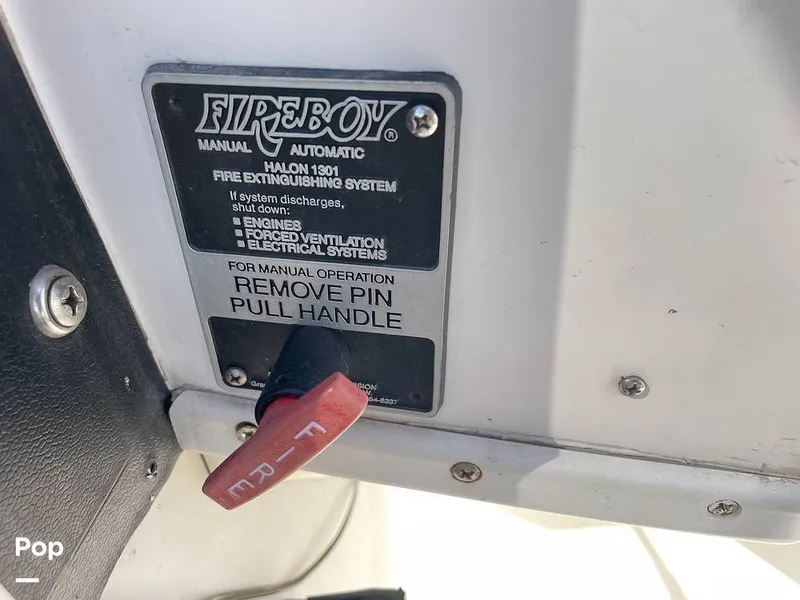 FIREBOY®
MANUAL AUTOMATIC
HALON 1301
FIRE EXTINGUISHING SYSTEM
If system discharges,
shut down:
■ ENGINES
■ FORCED VENTILATION
■ ELECTRICAL SYSTEMS
FOR MANUAL OPERATION
REMOVE PIN
PULL HANDLE
FIRE
Pop